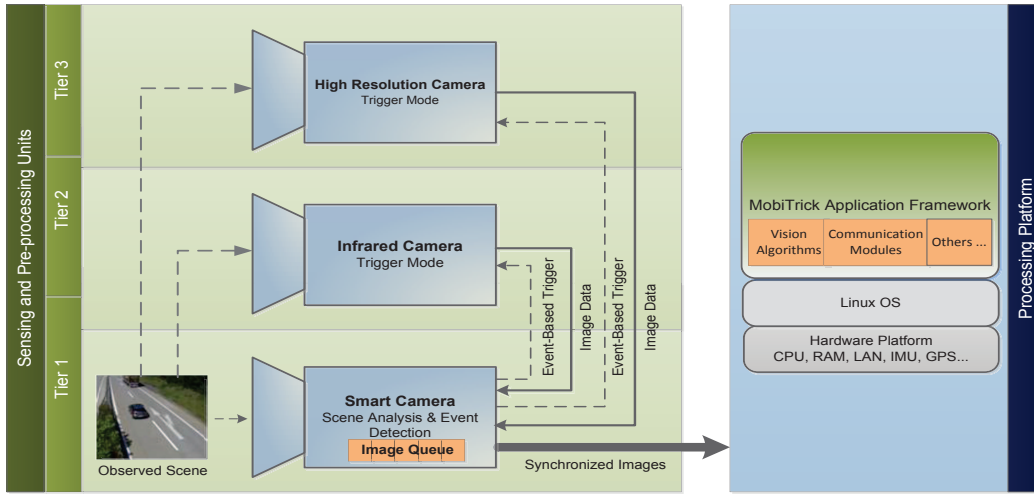 Sensing and Pre-processing Units
Tier 3
Tier 2
Tier 1
High Resolution Camera
Trigger Mode
Infrared Camera
Trigger Mode
Event-Based Trigger
Image Data
Event-Based Trigger
Image Data
Smart Camera
Scene Analysis & Event
Detection
Image Queue
Observed Scene
Synchronized Images
MobiTrick Application Framework
Vision
Algorithms
Communication
Modules
Others ...
Linux OS
Hardware Platform
CPU, RAM, LAN, IMU, GPS...
Processing Platform